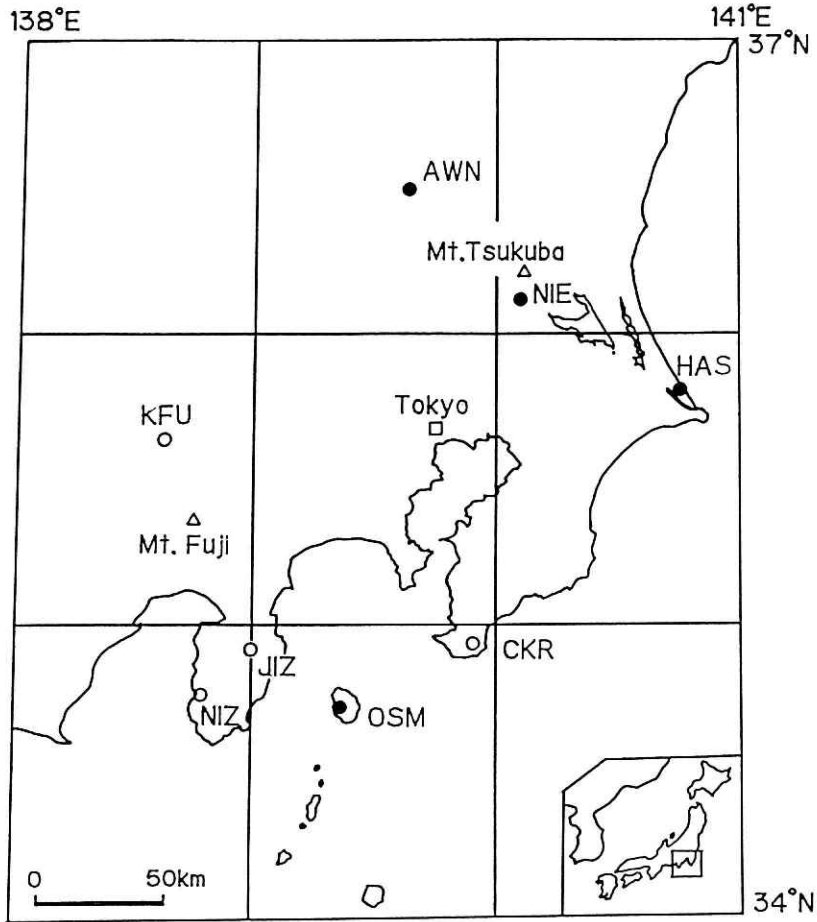 138°E
141°E
37°N
AWN
Mt.Tsukuba
NIE
HAS
KFU
Tokyo
Mt. Fuji
JIZ
CKR
NIZ
OSM
0 50km
34°N